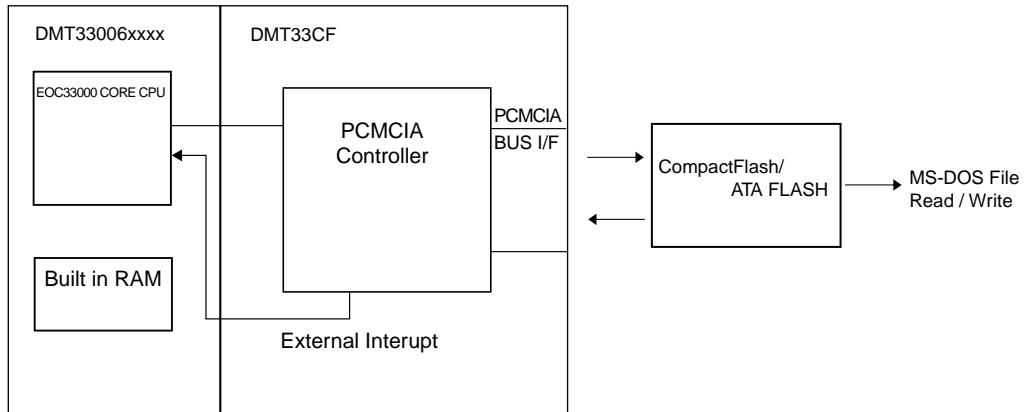 DMT33006xxxx
DMT33CF
EOC33000 CORE CPU
PCMCIA
Controller
PCMCIA
BUS I/F
CompactFlash/
ATA FLASH
MS-DOS File
Read / Write
Built in RAM
External Interupt